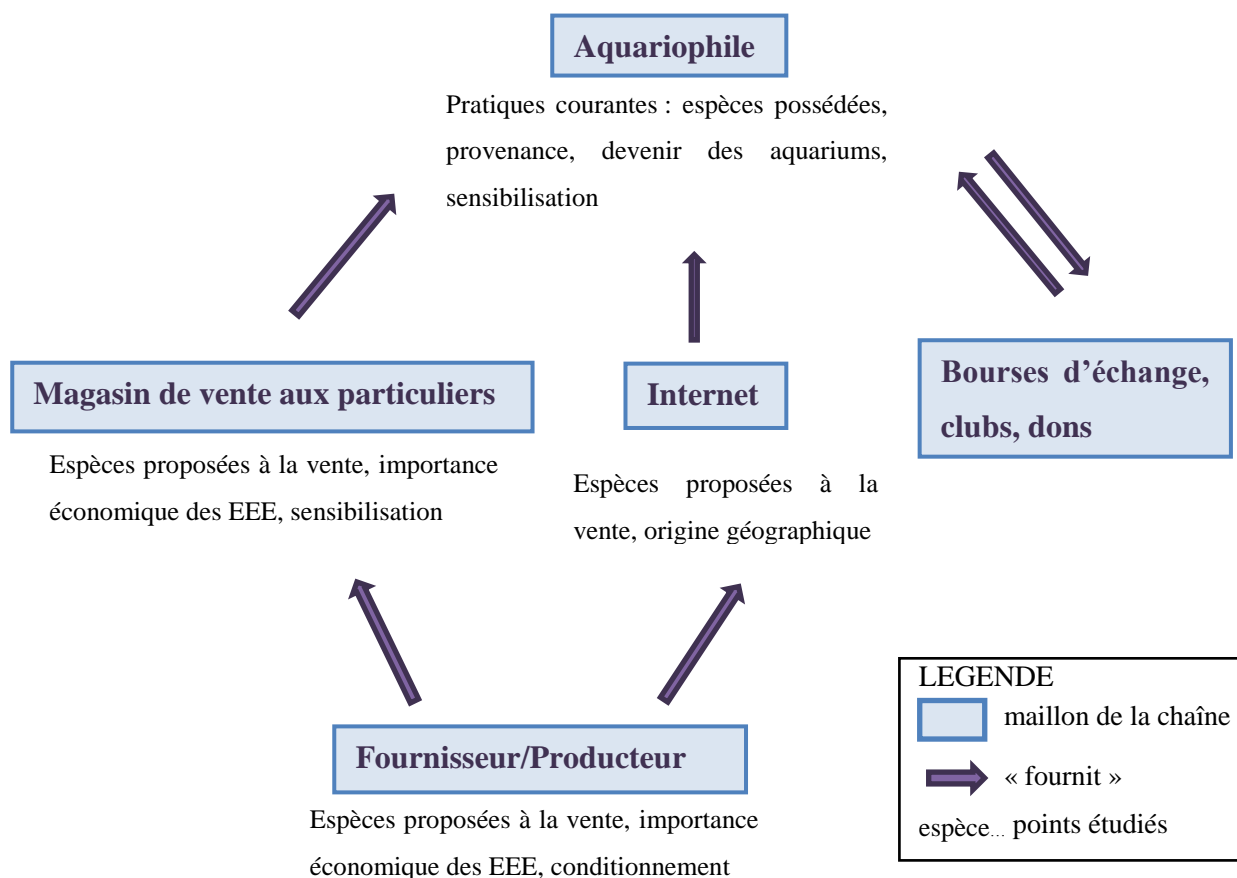 Aquariophile
Pratiques courantes : espèces possédées,
provenance, devenir des aquariums,
sensibilisation
Magasin de vente aux particuliers
Espèces proposées à la vente, importance
économique des EEE, sensibilisation
Internet
Espèces proposées à la
vente, origine géographique
Bourses d’échange,
clubs, dons
Fournisseur/Producteur
Espèces proposées à la vente, importance
économique des EEE, conditionnement
LEGENDE
maillon de la chaîne
« fournit »
espèce... points étudiés